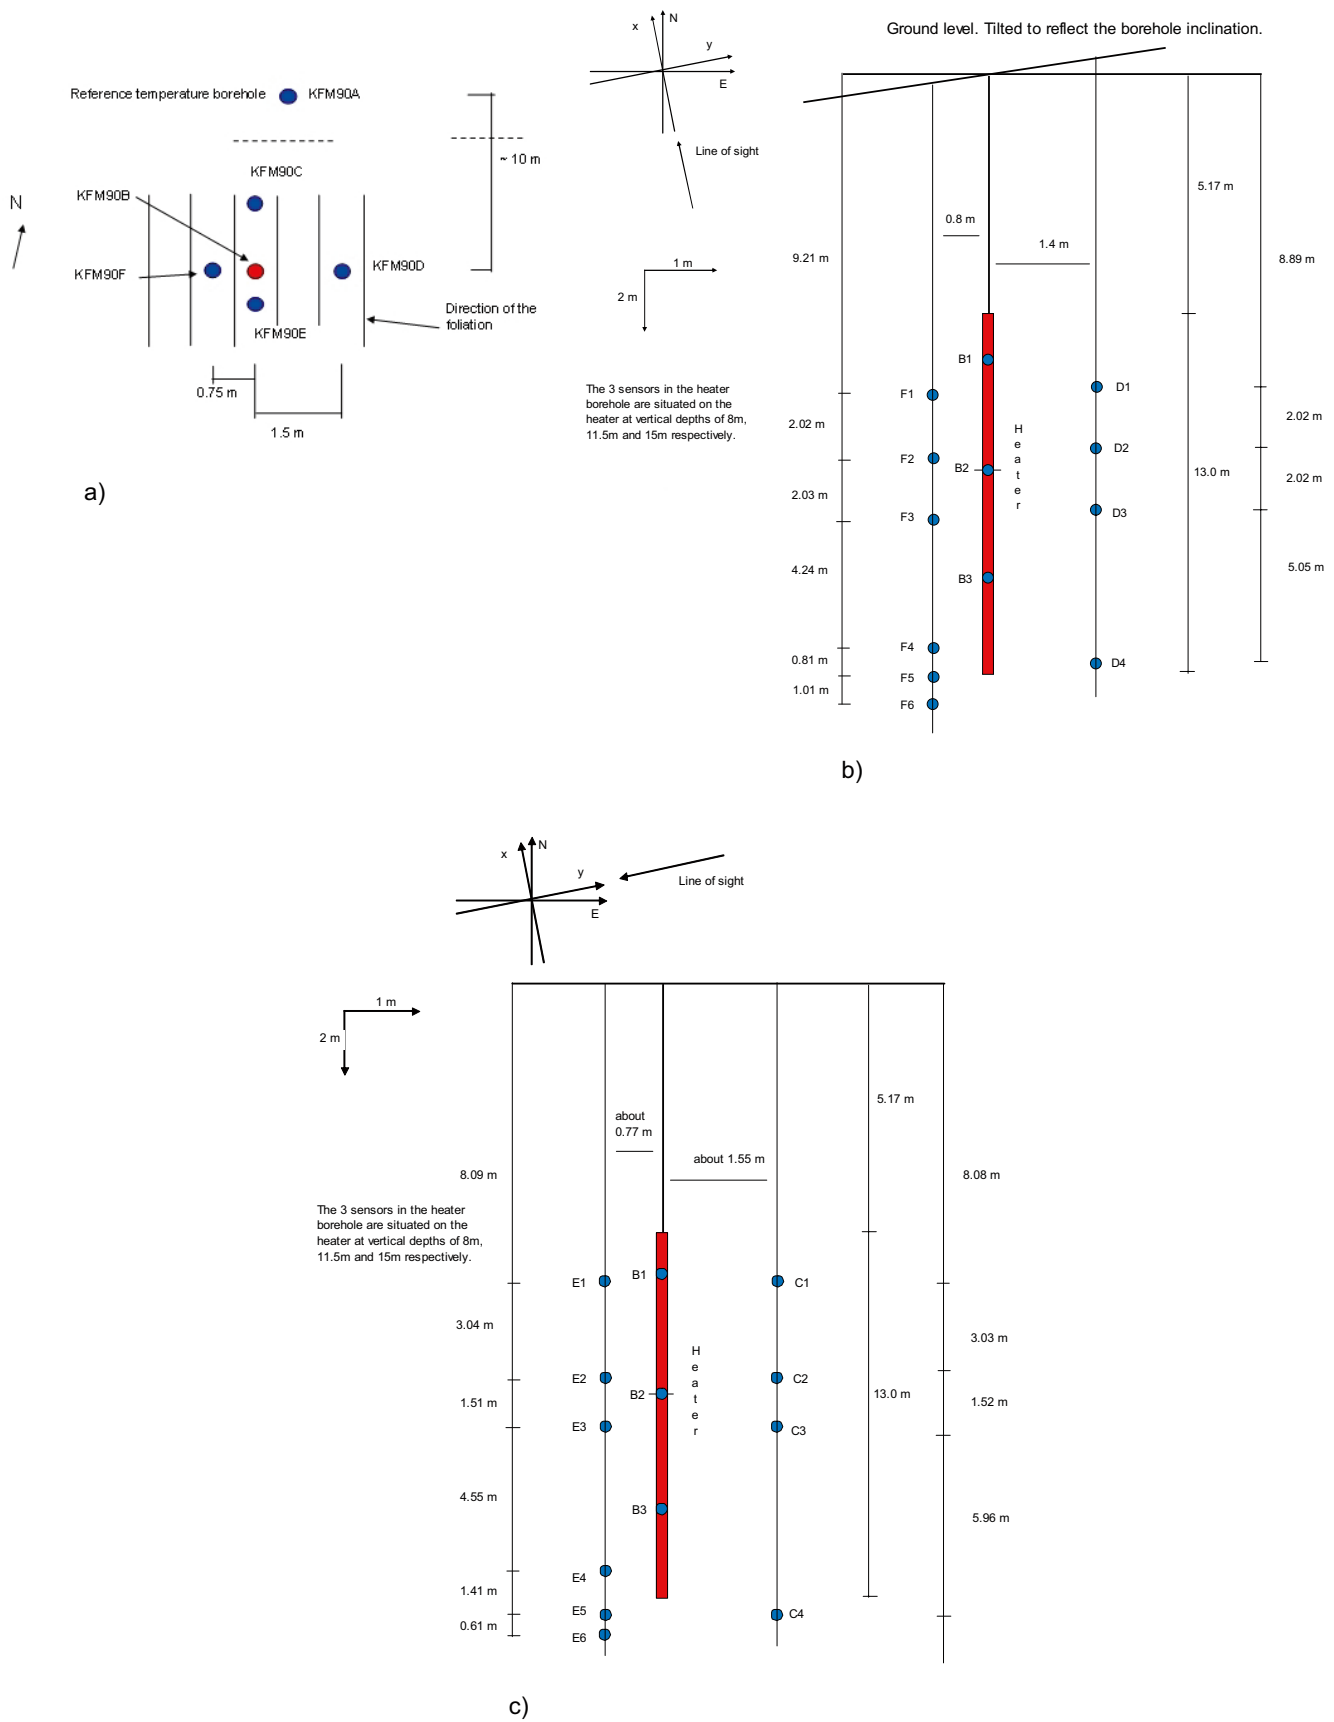 Reference temperature borehole
KFM90A
~ 10 m
KFM90C
KFM90B
N
KFM90F
KFM90D
Direction of the
foliation
KFM90E
0.75 m
1.5 m
a)
x
N
y
E
Line of sight
1 m
2 m
The 3 sensors in the heater
borehole are situated on the
heater at vertical depths of 8m,
11.5m and 15m respectively.
Ground level. Tilted to reflect the borehole inclination.
5.17 m
0.8 m
1.4 m
9.21 m
8.89 m
B1
F1
D1
2.02 m
2.02 m
H
e
a
t
e
r
F2
B2
D2
13.0 m
2.02 m
2.03 m
F3
D3
4.24 m
5.05 m
B3
F4
0.81 m
D4
F5
1.01 m
F6
b)
x
N
y
E
Line of sight
1 m
2 m
5.17 m
about
0.77 m
about 1.55 m
8.09 m
8.08 m
The 3 sensors in the heater
borehole are situated on the
heater at vertical depths of 8m,
11.5m and 15m respectively.
E1
B1
C1
3.04 m
3.03 m
H
e
a
t
e
r
E2
B2
C2
13.0 m
1.51 m
1.52 m
E3
C3
4.55 m
B3
5.96 m
E4
1.41 m
E5
C4
0.61 m
E6
c)